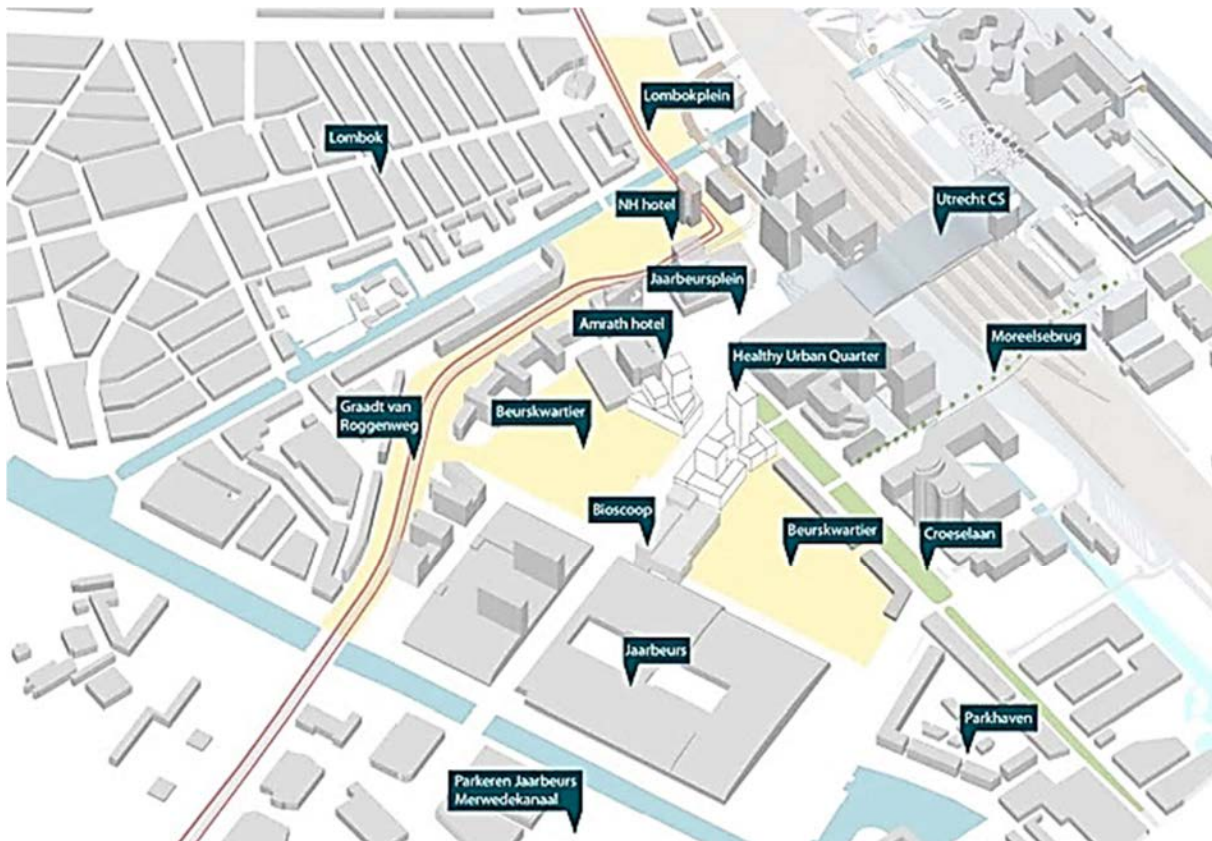 Lombokplein
Lombok
NH hotel
Utrecht CS
Jaarbeursplein
Amrath hotel
Moreelsebrug
Healthy Urban Quarter
Graadt van
Roggenweg
Beurskwartier
Bioscoop
Beurskwartier
Croeselaan
Jaarbeurs
Parkhaven
Parkeren Jaarbeurs
Merwedekanaal